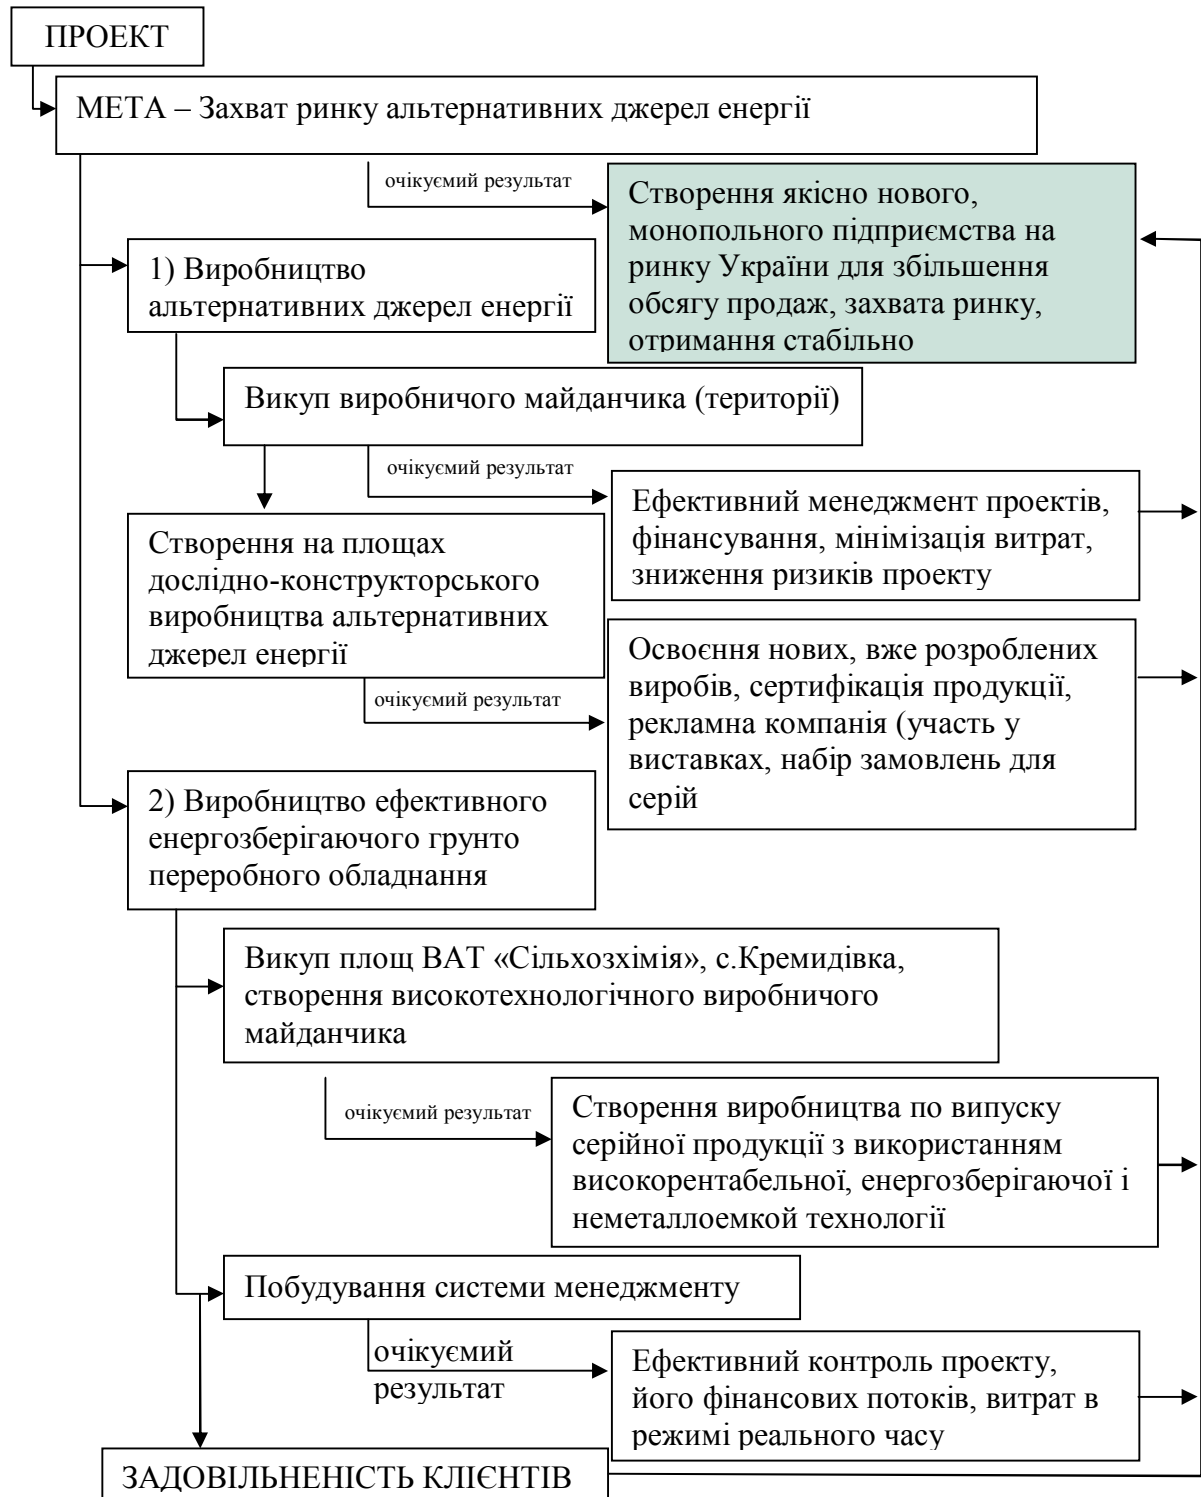 ПРОЕКТ
МЕТА – Захват ринку альтернативних джерел енергії
очікуємий результат
Створення якісно нового,
монопольного підприємства на
ринку України для збільшення
обсягу продаж, захвата ринку,
отримання стабільно
1) Виробництво
альтернативних джерел енергії
Викуп виробничого майданчика (території)
очікуємий результат
Ефективний менеджмент проектів,
фінансування, мінімізація витрат,
зниження ризиків проекту
Створення на площах
дослідно-конструкторського
виробництва альтернативних
джерел енергії
очікуємий результат
Освоєння нових, вже розроблених
виробів, сертифікація продукції,
рекламна компанія (участь у
виставках, набір замовлень для
серій
2) Виробництво ефективного
енергозберігаючого грунто
переробного обладнання
Викуп площ ВАТ «Сільхозхімія», с.Кремидівка,
створення високотехнологічного виробничого
майданчика
очікуємий результат
Створення виробництва по випуску
серійної продукції з використанням
високорентабельної, енергозберігаючої і
неметаллоемкой технології
Побудування системи менеджменту
очікуємий
результат
Ефективний контроль проекту,
його фінансових потоків, витрат в
режимі реального часу
ЗАДОВІЛЬНЕНІСТЬ КЛІЄНТІВ